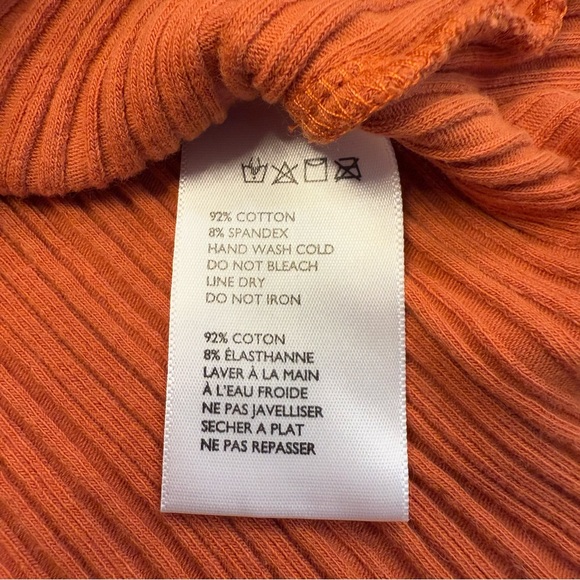 92% COTTON
8% SPANDEX
HAND WASH COLD
DO NOT BLEACH
LINE DRY
DO NOT IRON
92% COTON
8% ÉLASTHANNE
LAVER À LA MAIN
À L'EAU FROIDE
NE PAS JAVELLISER
SECHER A PLAT
NE PAS REPASSER